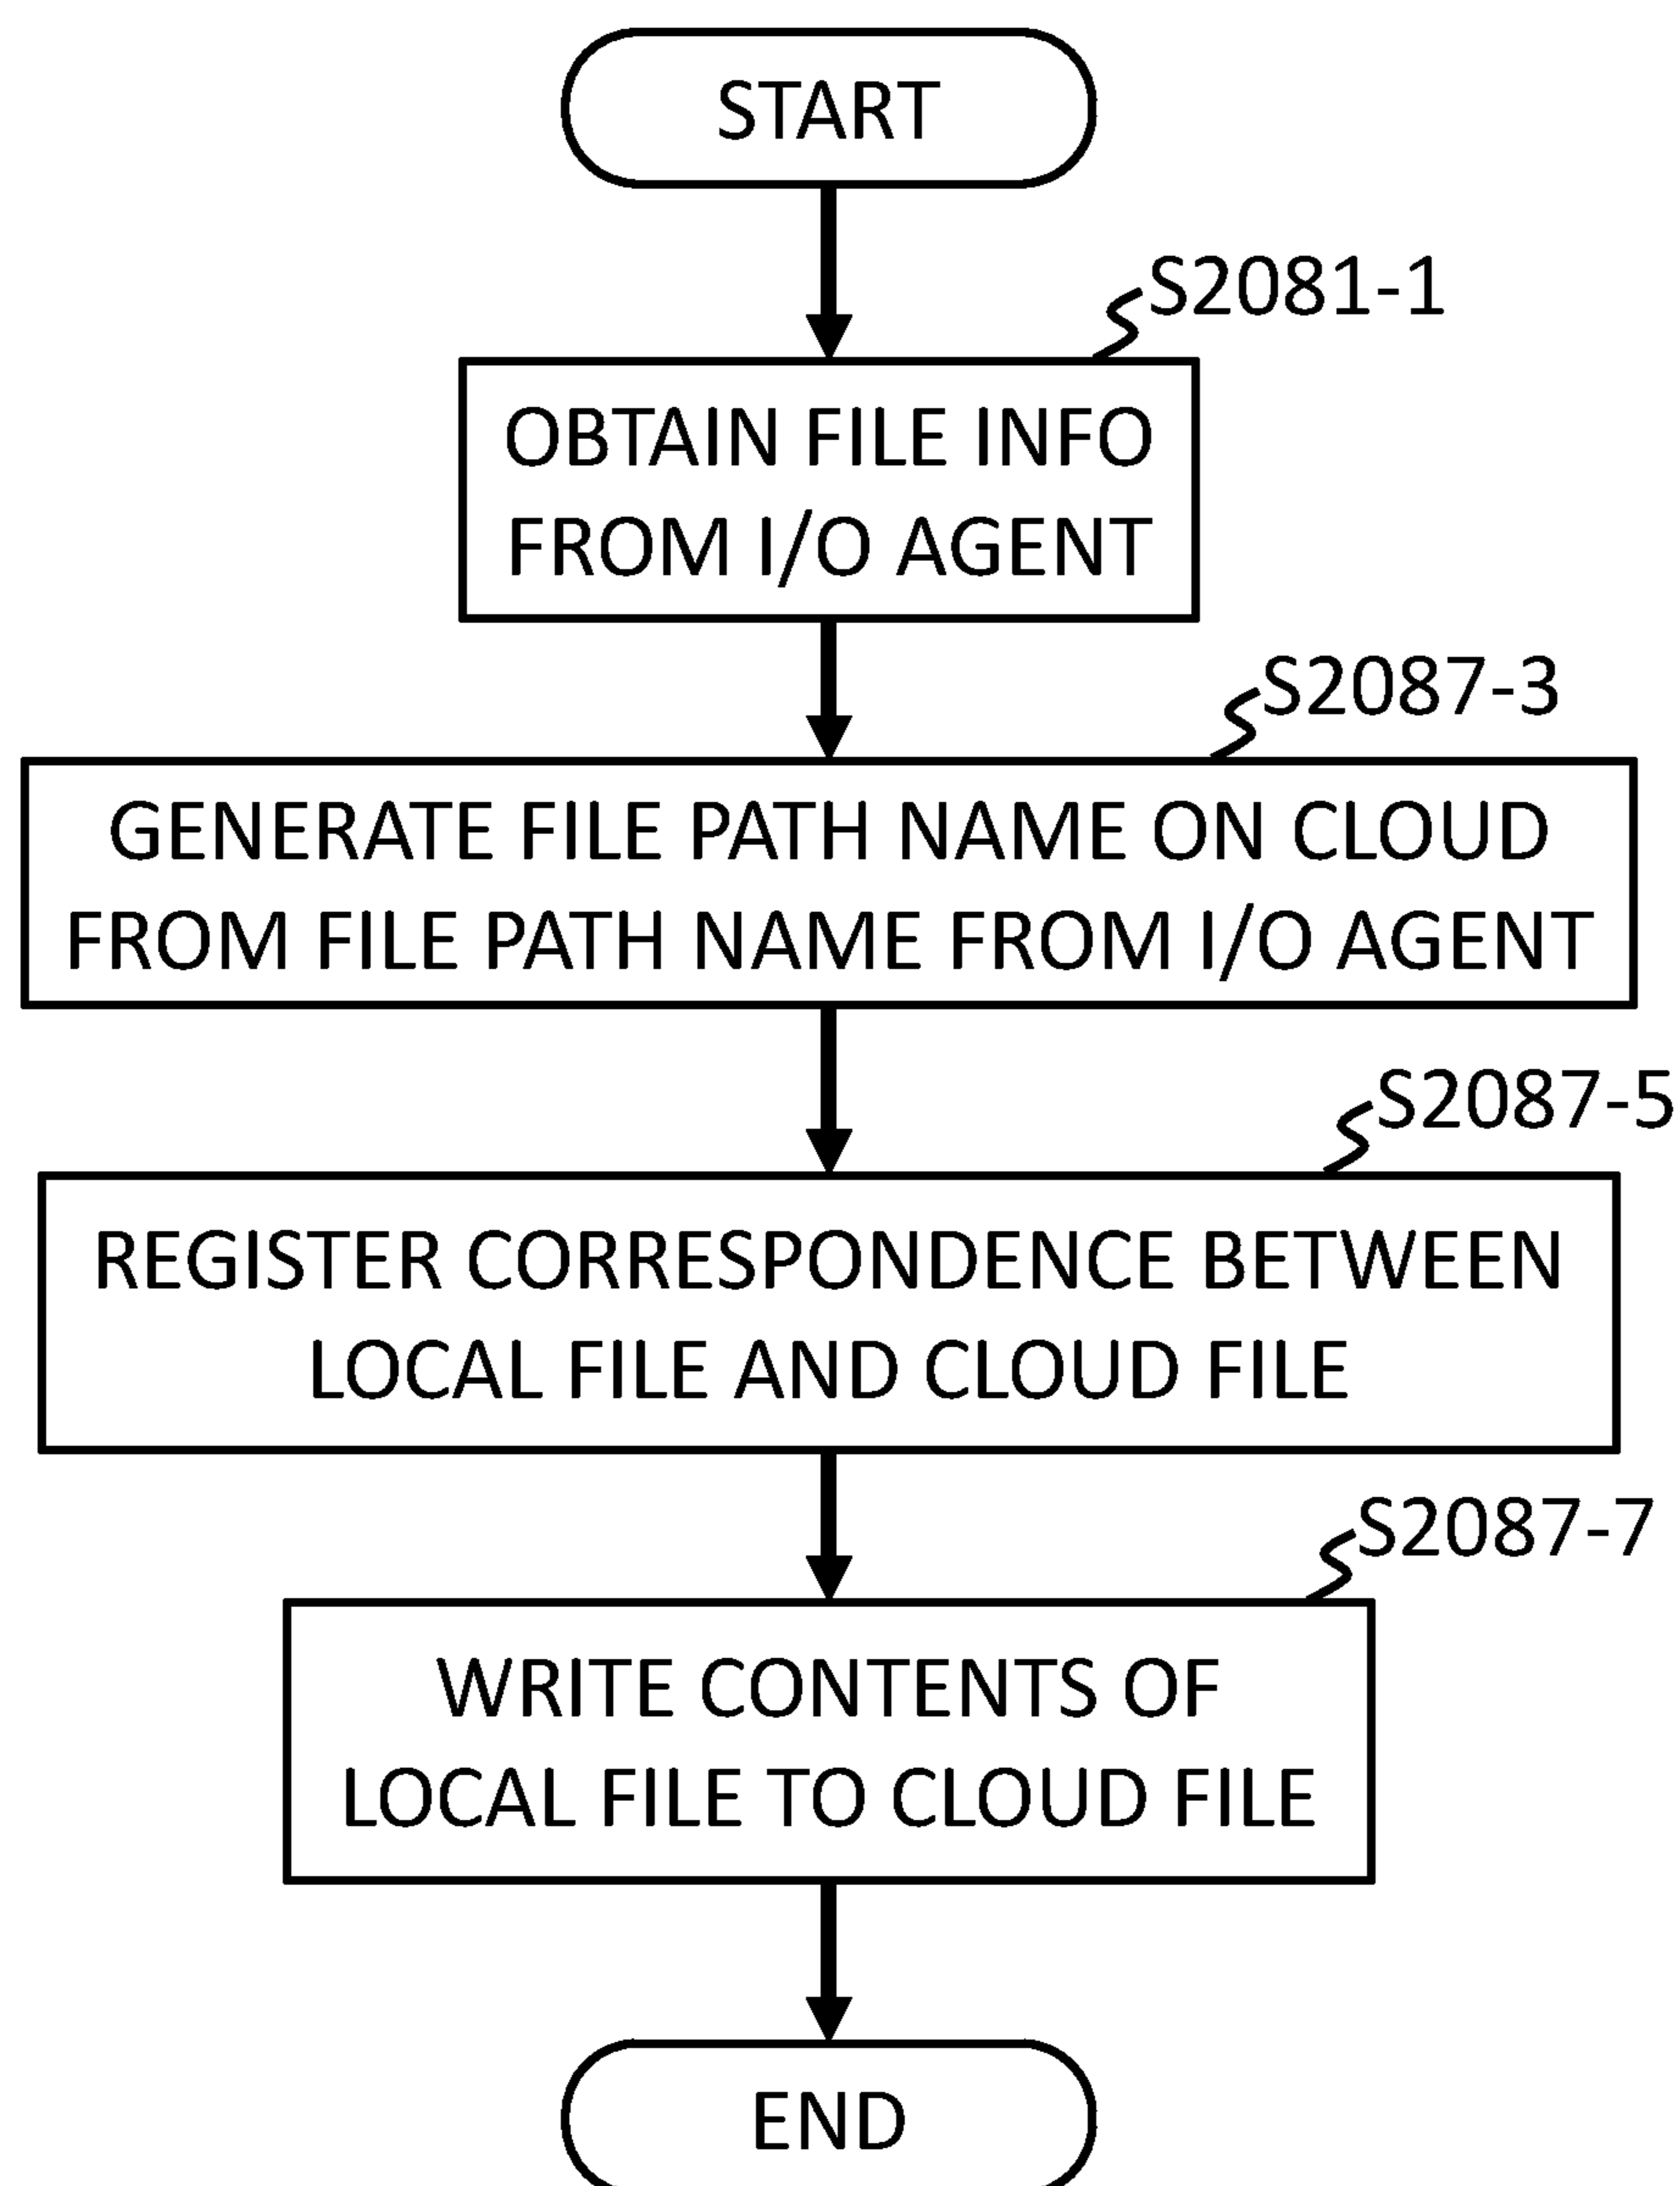 START
S2081-1
OBTAIN FILE INFO
FROM I/O AGENT
S2087-3
GENERATE FILE PATH NAME ON CLOUD
FROM FILE PATH NAME FROM I/O AGENT
S2087-5
REGISTER CORRESPONDENCE BETWEEN
LOCAL FILE AND CLOUD FILE
S2087-7
WRITE CONTENTS OF
LOCAL FILE TO CLOUD FILE
END